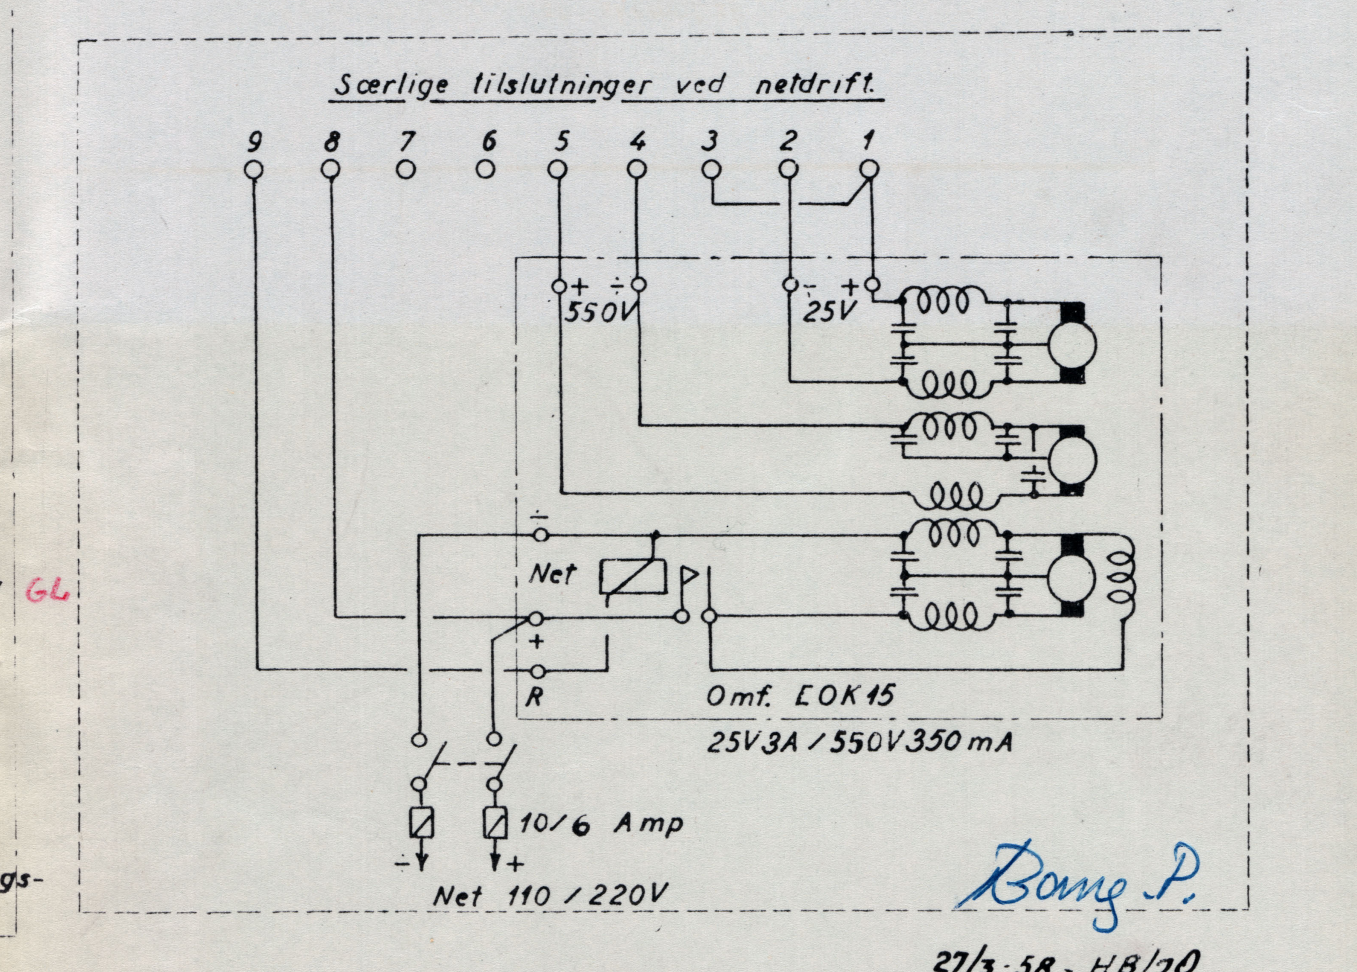 Særlige tilslutninger ved netdrift.
9 8 7 6 5 4 3 2 1
+ ÷ ÷ +
550V 25V
÷
Net
+
R
Omf. EOK15
25V3A / 550V350mA
10/6 Amp
÷ +
Net 110 / 220V
GL
gs-
Bang. P.
27/3-58-HB/